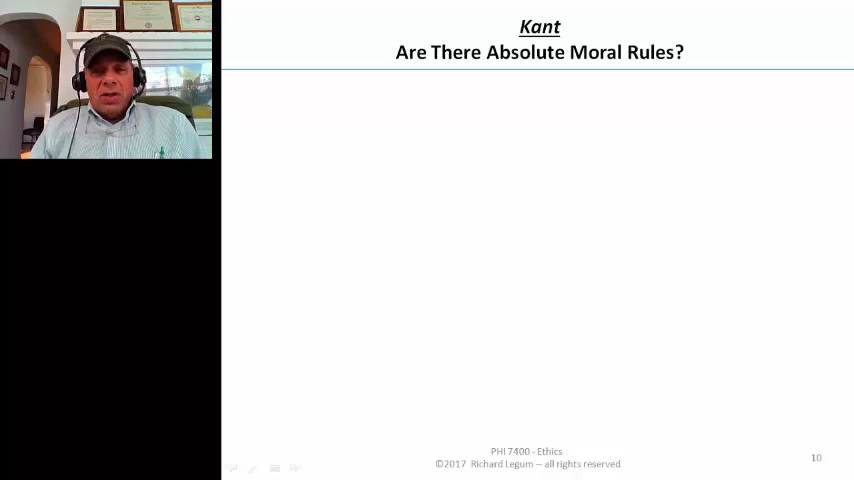 Kant
Are There Absolute Moral Rules?
PHI 7400 - Ethics
©2017 Richard Legum – all rights reserved
10